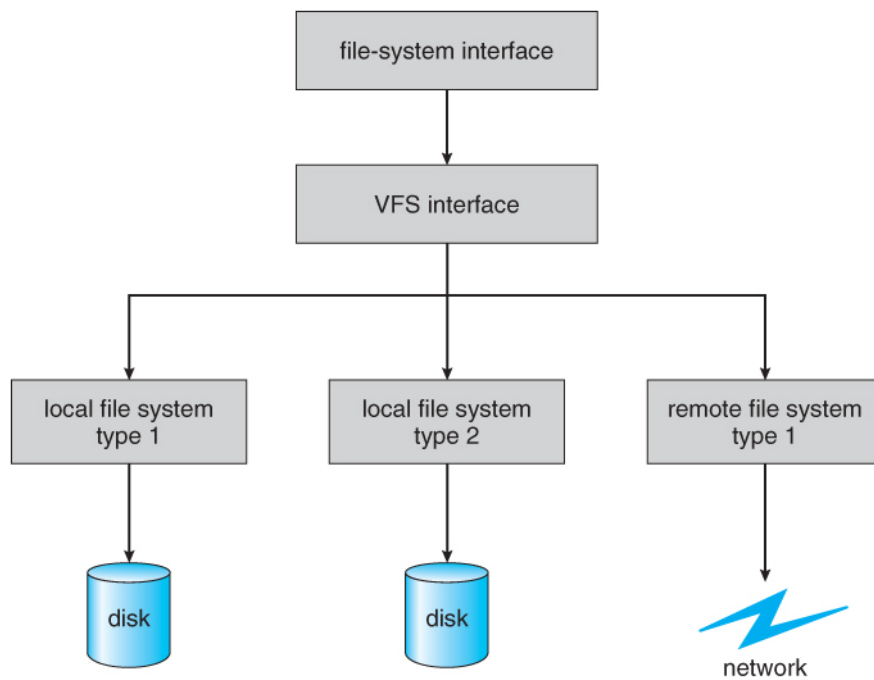 file-system interface
VFS interface
local file system
type 1
local file system
type 2
remote file system
type 1
disk
disk
network